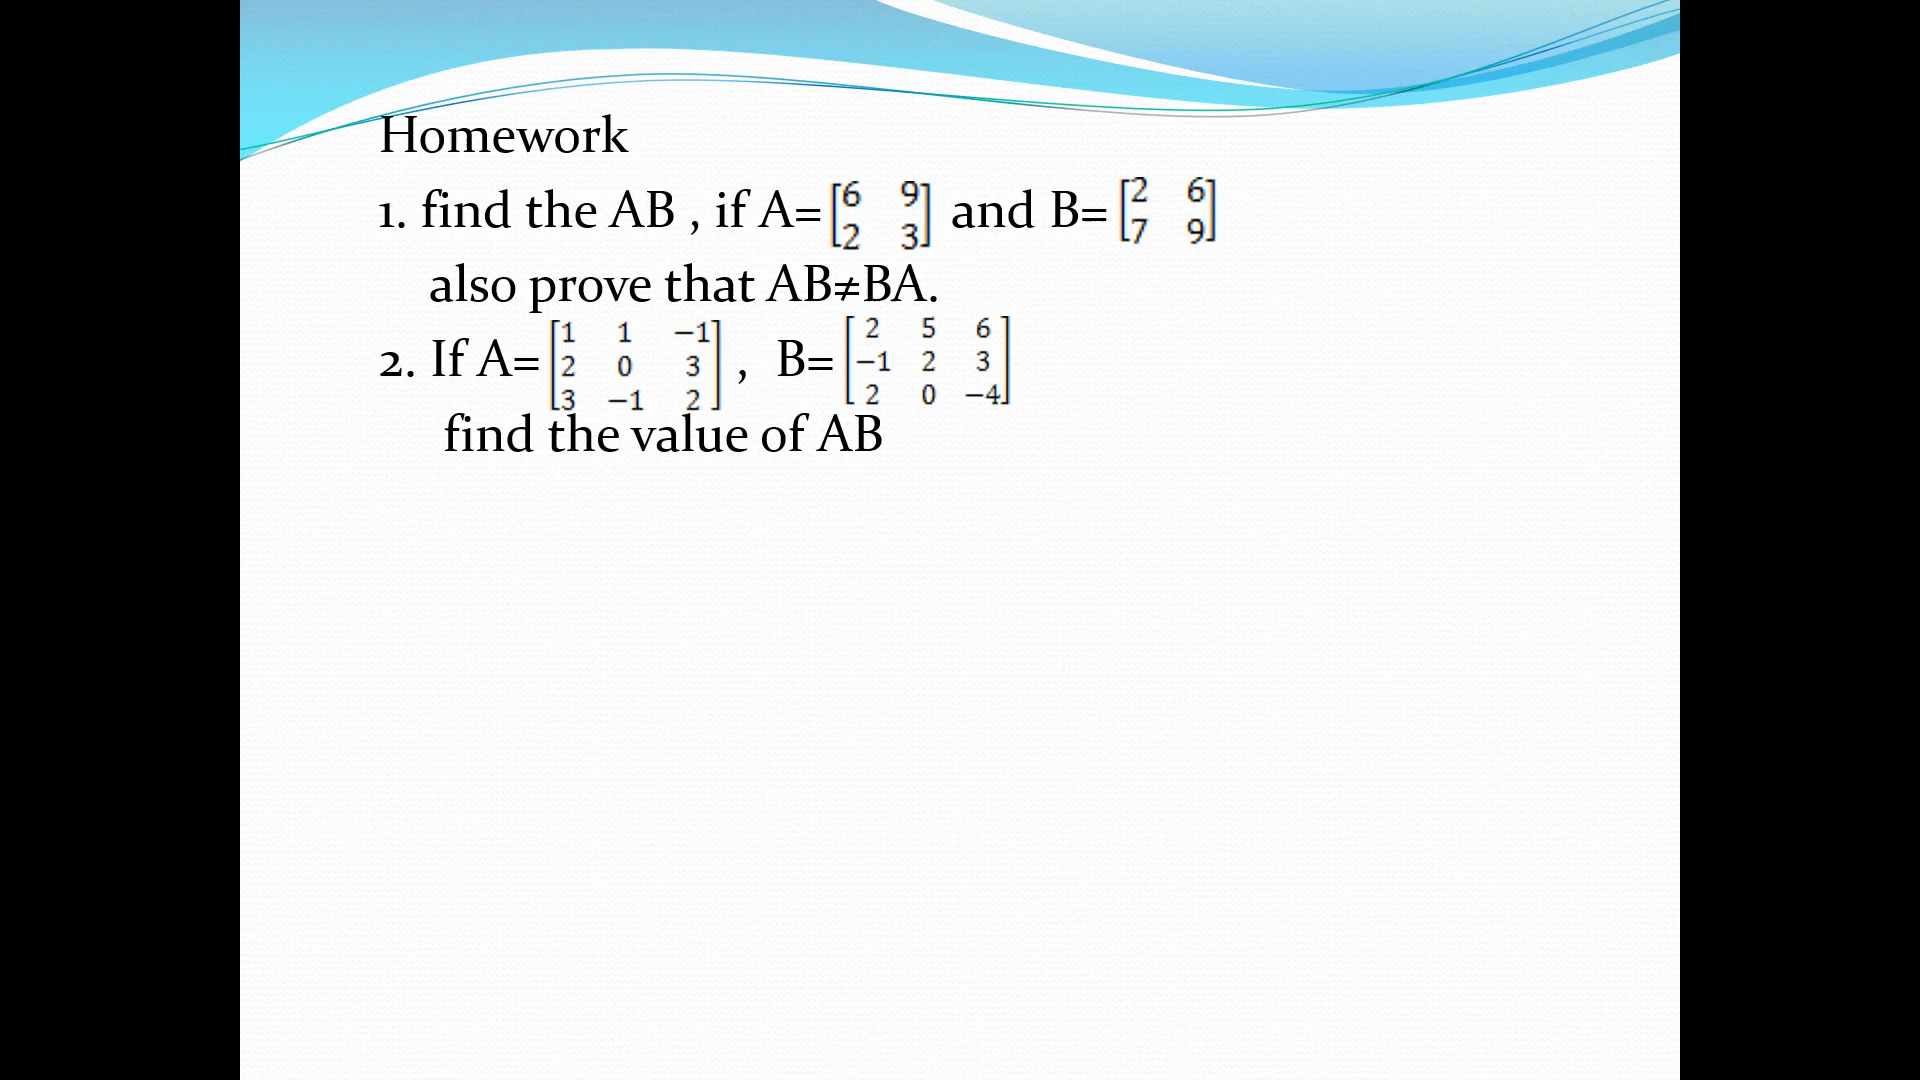 Homework
1. find the AB , if A=[6 9 2 3] and B=[2 6 7 9]
also prove that AB≠BA.
2. If A=[1 1 −1 2 0 3 3 −1 2] , B=[2 5 6 −1 2 3 2 0 −4]
find the value of AB